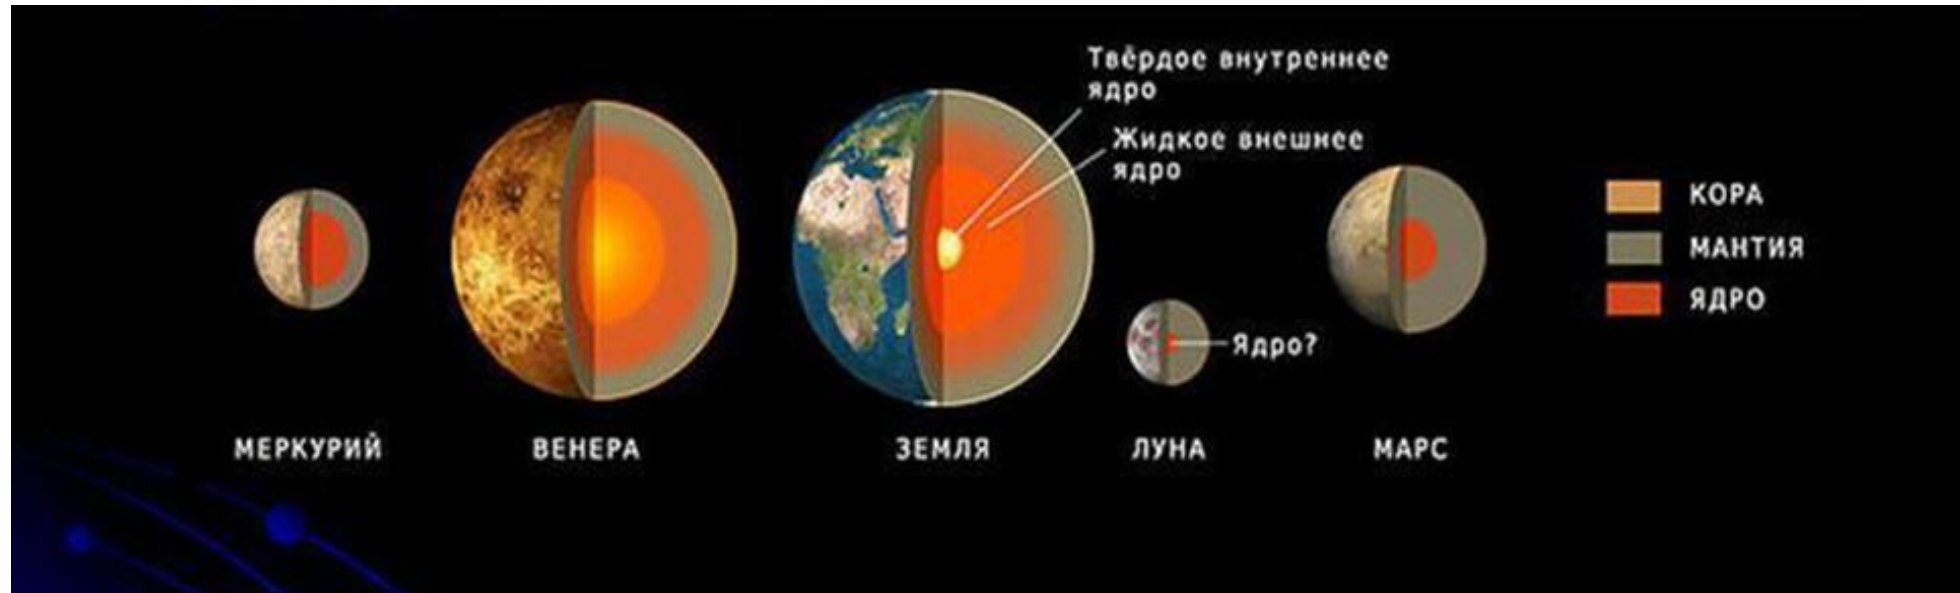 Твёрдое внутреннее
ядро
Жидкое внешнее
ядро
КОРА
МАНТИЯ
ЯДРО
Ядро?
МЕРКУРИЙ
ВЕНЕРА
ЗЕМЛЯ
ЛУНА
МАРС